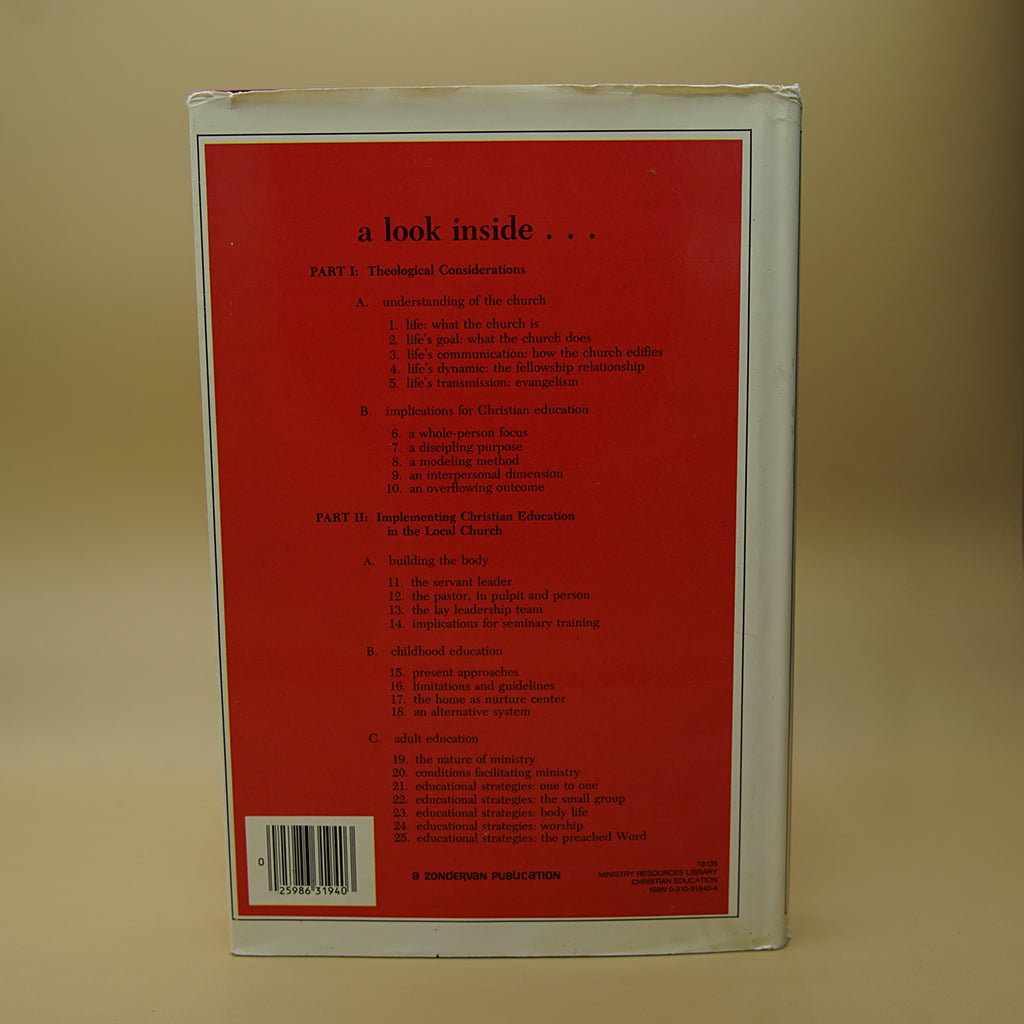 a look inside . . .
PART I: Theological Considerations
A. understanding of the church
1. life: what the church is
2. life's goal: what the church does
3. life's communication: how the church edifies
4. life's dynamic: the fellowship relationship
5. life's transmission: evangelism
B. implications for Christian education
6. a whole-person focus
7. a discipling purpose
8. a modeling method
9. an interpersonal dimension
10. an overflowing outcome
PART II: Implementing Christian Education
in the Local Church
A. building the body
11. the servant leader
12. the pastor, in pulpit and person
13. the lay leadership team
14. implications for seminary training
B. childhood education
15. present approaches
16. limitations and guidelines
17. the home as nurture center
18. an alternative system
C. adult education
19. the nature of ministry
20. conditions facilitating ministry
21. educational strategies: one to one
22. educational strategies: the small group
23. educational strategies: body life
24. educational strategies: worship
25. educational strategies: the preached Word
0 25986 31940
a ZONDERVAN PUBLICATION
18135
MINISTRY RESOURCES LIBRARY
CHRISTIAN EDUCATION
ISBN 0-310-31940-4